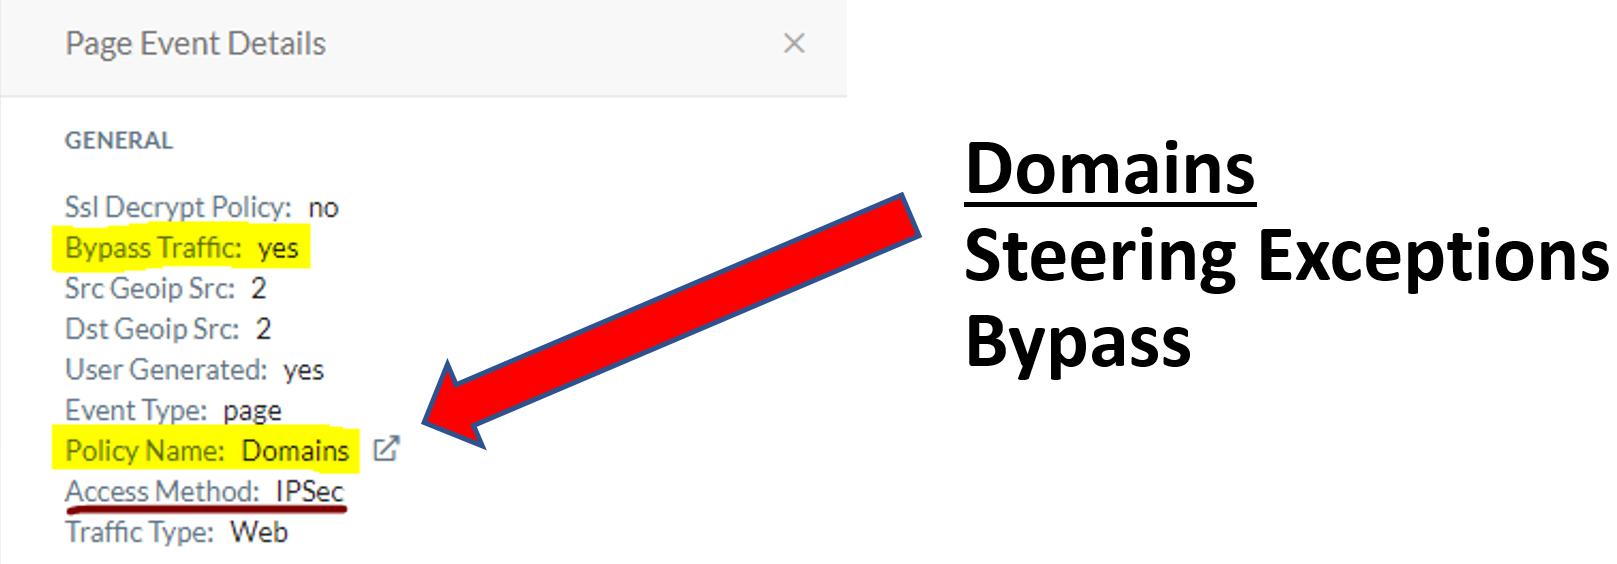 Page Event Details
GENERAL
Ssl Decrypt Policy: no
Bypass Traffic: yes
Src Geoip Src: 2
Dst Geoip Src: 2
User Generated: yes
Event Type: page
Policy Name: Domains
Access Method: IPSec
Traffic Type: Web
Domains
Steering Exceptions
Bypass